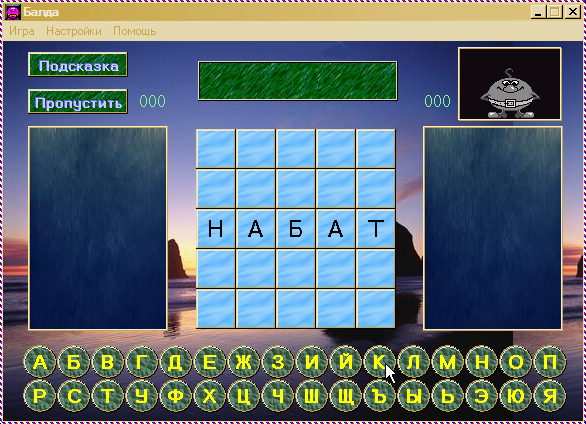 Балда
Игра Настройки Помощь
Подсказка
Пропустить 000 000
Н А Б А Т
А Б В Г Д Е Ж З И Й К Л М Н О П
Р С Т У Ф Х Ц Ч Ш Щ Ъ Ы Ь Э Ю Я